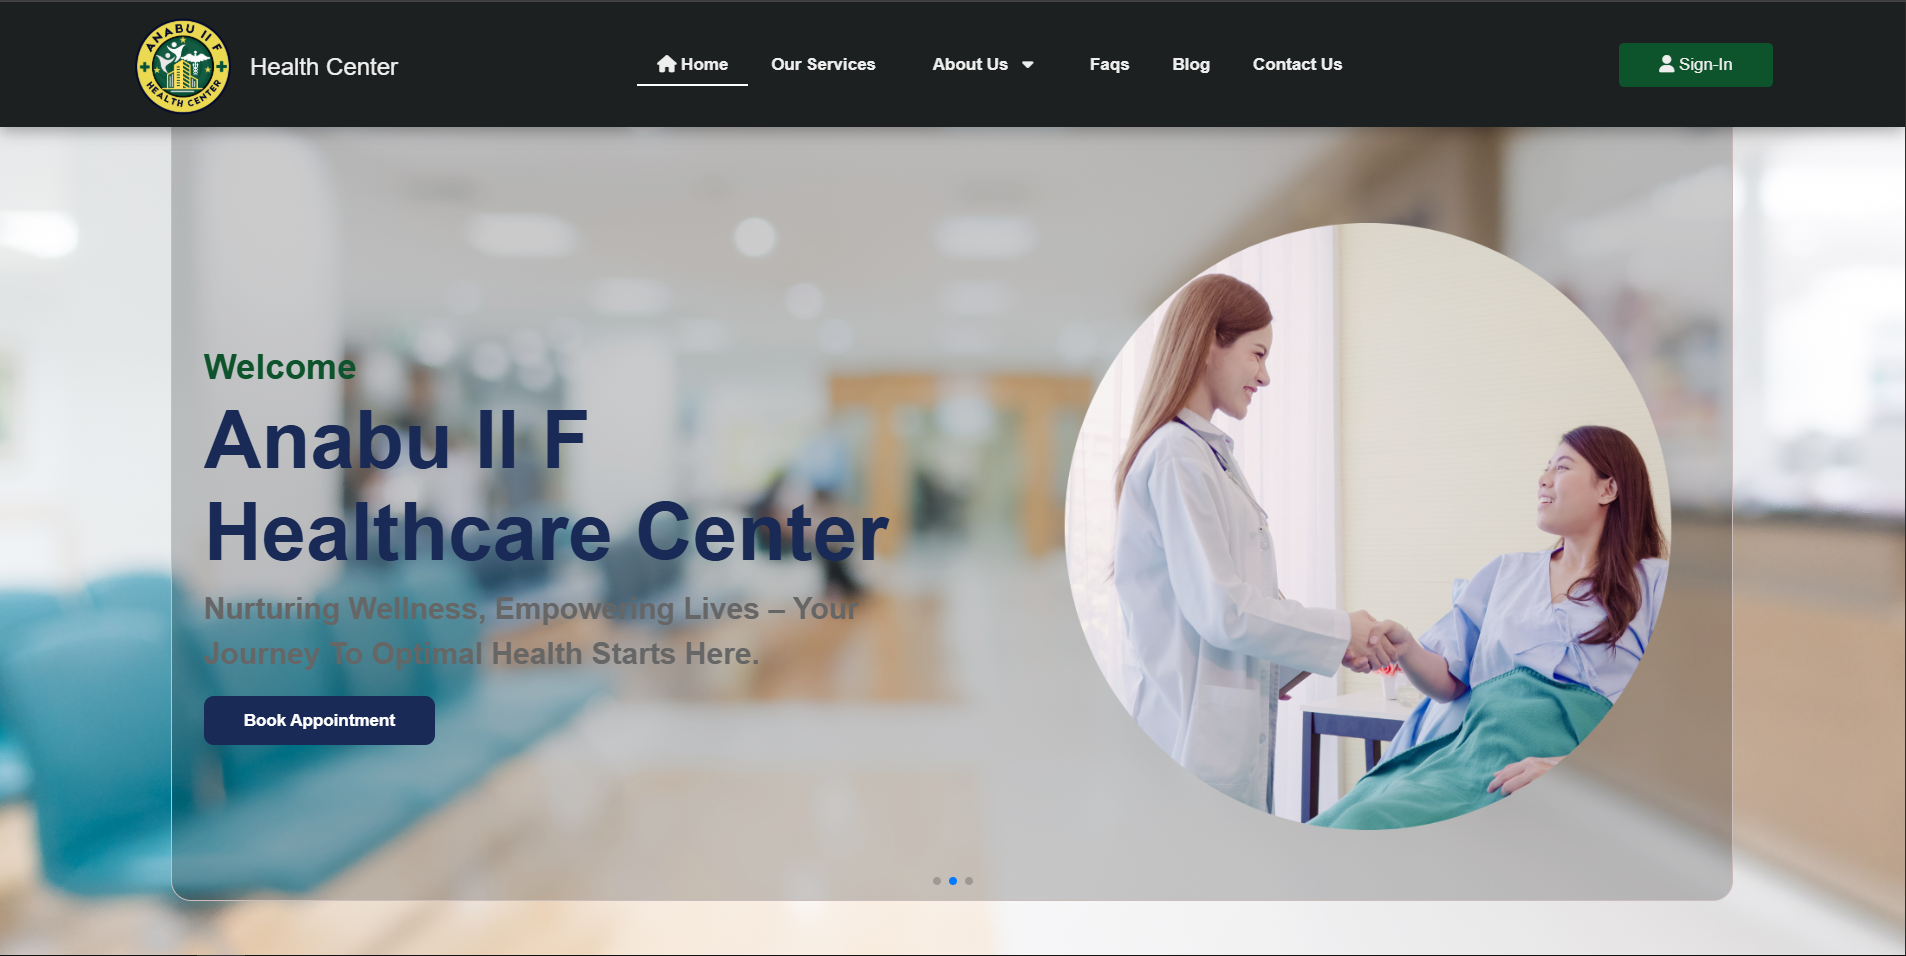 ANABU II F
HEALTH CENTER
Health Center
Home
Our Services
About Us
Faqs
Blog
Contact Us
Sign-In
Welcome
Anabu II F
Healthcare Center
Nurturing Wellness, Empowering Lives – Your
Journey To Optimal Health Starts Here.
Book Appointment